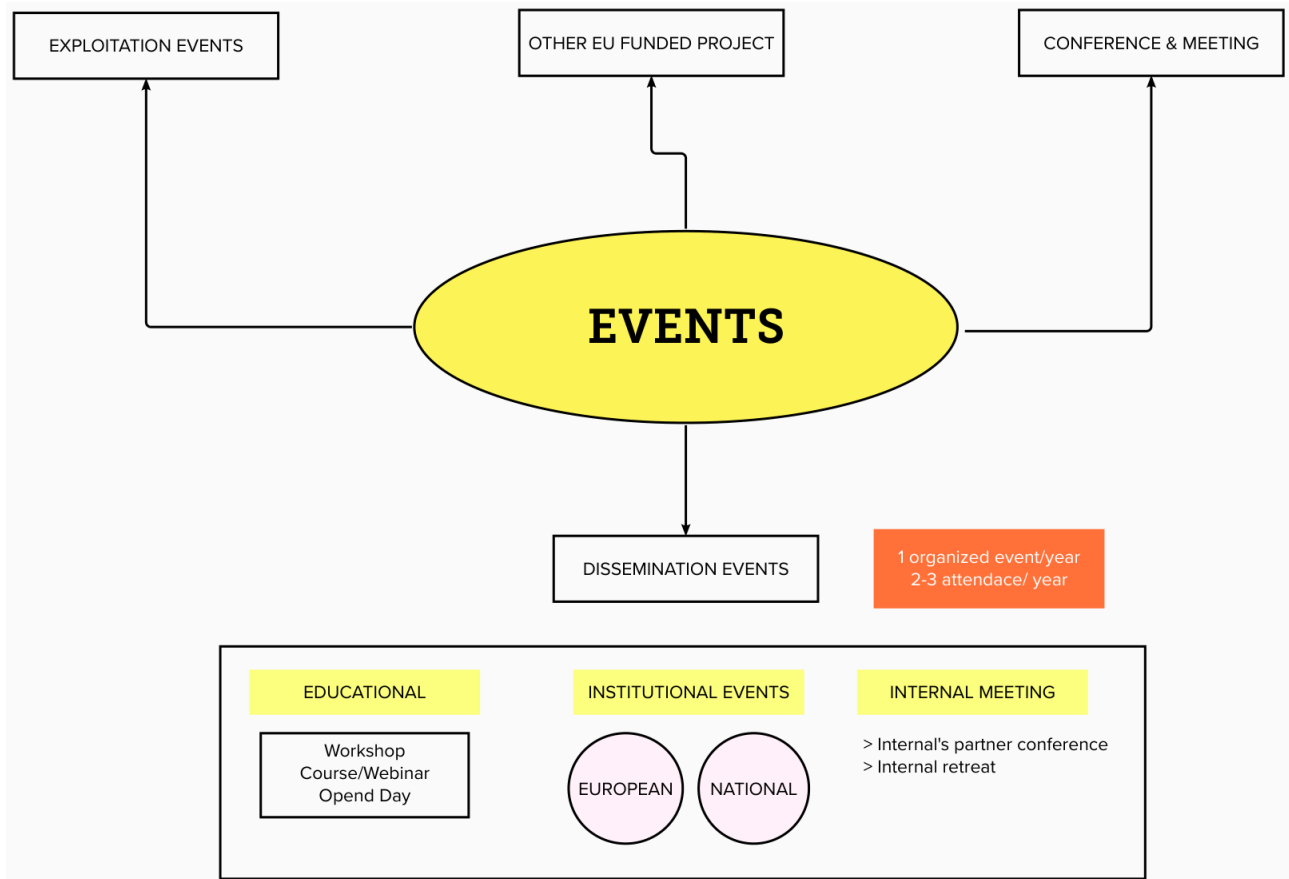 EXPLOITATION EVENTS
OTHER EU FUNDED PROJECT
CONFERENCE & MEETING
EVENTS
DISSEMINATION EVENTS
1 organized event/year
2-3 attendace/ year
EDUCATIONAL
Workshop
Course/Webinar
Opend Day
INSTITUTIONAL EVENTS
EUROPEAN
NATIONAL
INTERNAL MEETING
> Internal's partner conference
> Internal retreat